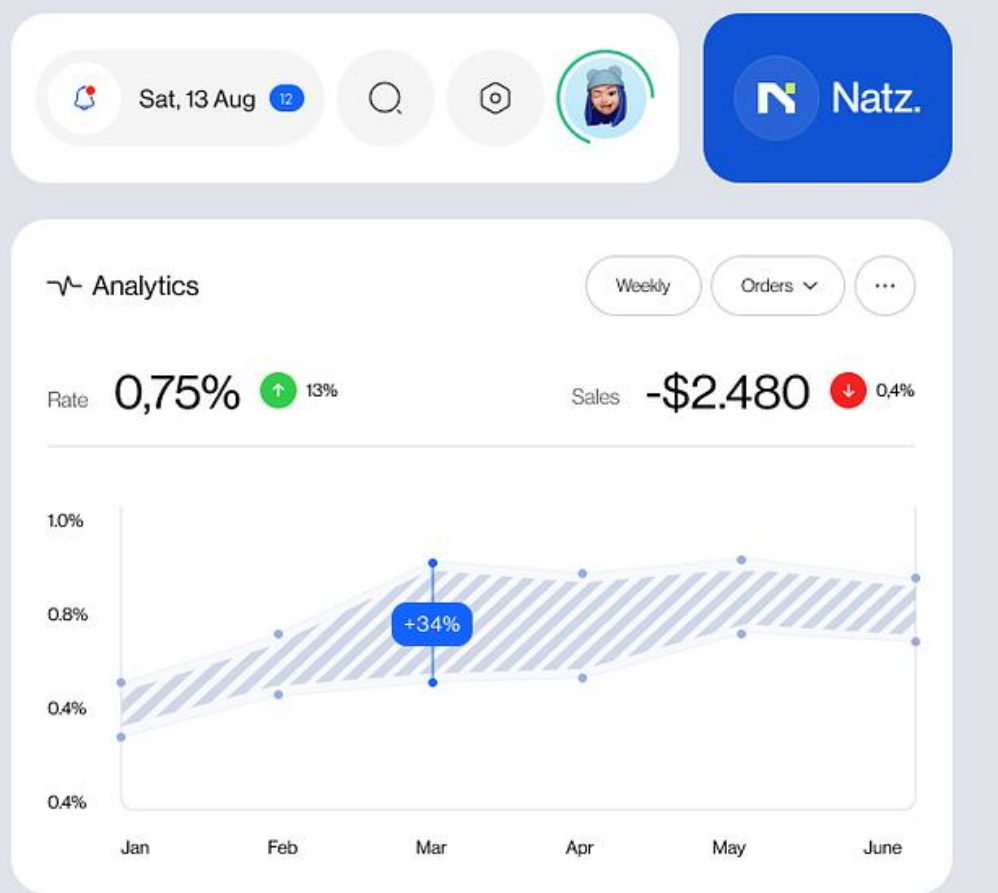 Sat, 13 Aug 12
Natz.
Analytics
Weekly
Orders
Rate 0,75% 13%
Sales -$2.480 0,4%
1.0%
0.8%
0.4%
0.4%
+34%
Jan Feb Mar Apr May June